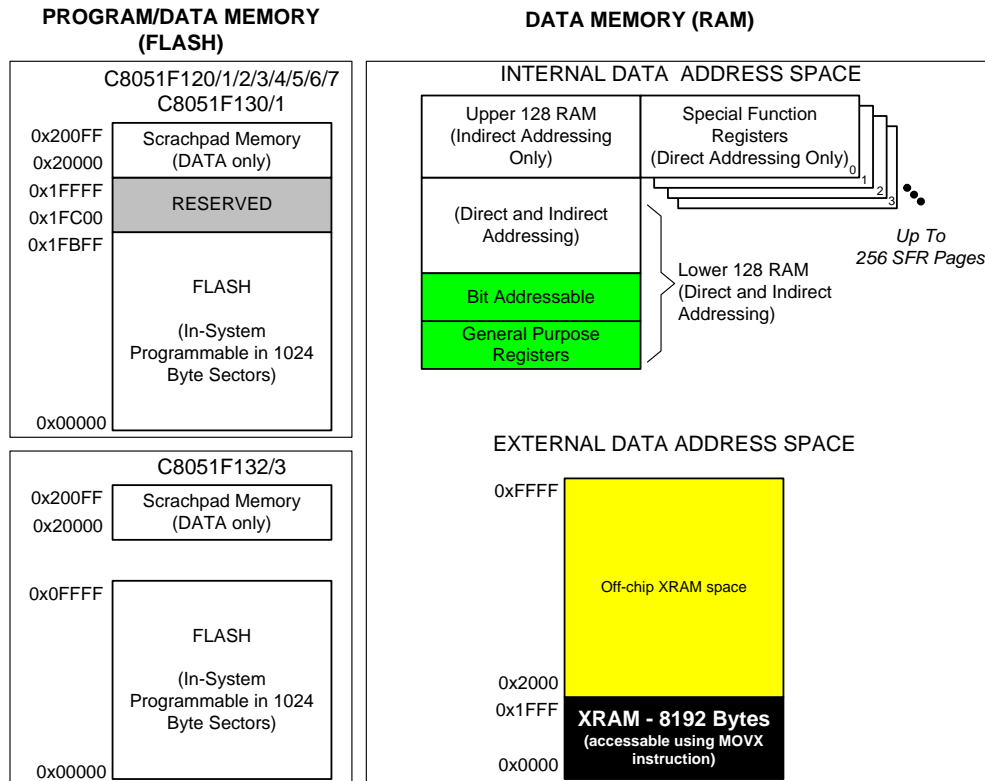 PROGRAM/DATA MEMORY
(FLASH)
C8051F120/1/2/3/4/5/6/7
C8051F130/1
0x200FF
0x20000
Scrachpad Memory
(DATA only)
0x1FFFF
0x1FC00
RESERVED
0x1FBFF
FLASH
(In-System
Programmable in 1024
Byte Sectors)
0x00000
C8051F132/3
0x200FF
0x20000
Scrachpad Memory
(DATA only)
0x0FFFF
FLASH
(In-System
Programmable in 1024
Byte Sectors)
0x00000
DATA MEMORY (RAM)
INTERNAL DATA ADDRESS SPACE
Upper 128 RAM
(Indirect Addressing
Only)
Special Function
Registers
(Direct Addressing Only)
0
1
2
3
Up To
256 SFR Pages
(Direct and Indirect
Addressing)
Bit Addressable
General Purpose
Registers
Lower 128 RAM
(Direct and Indirect
Addressing)
EXTERNAL DATA ADDRESS SPACE
0xFFFF
Off-chip XRAM space
0x2000
0x1FFF
XRAM - 8192 Bytes
(accessable using MOVX
instruction)
0x0000